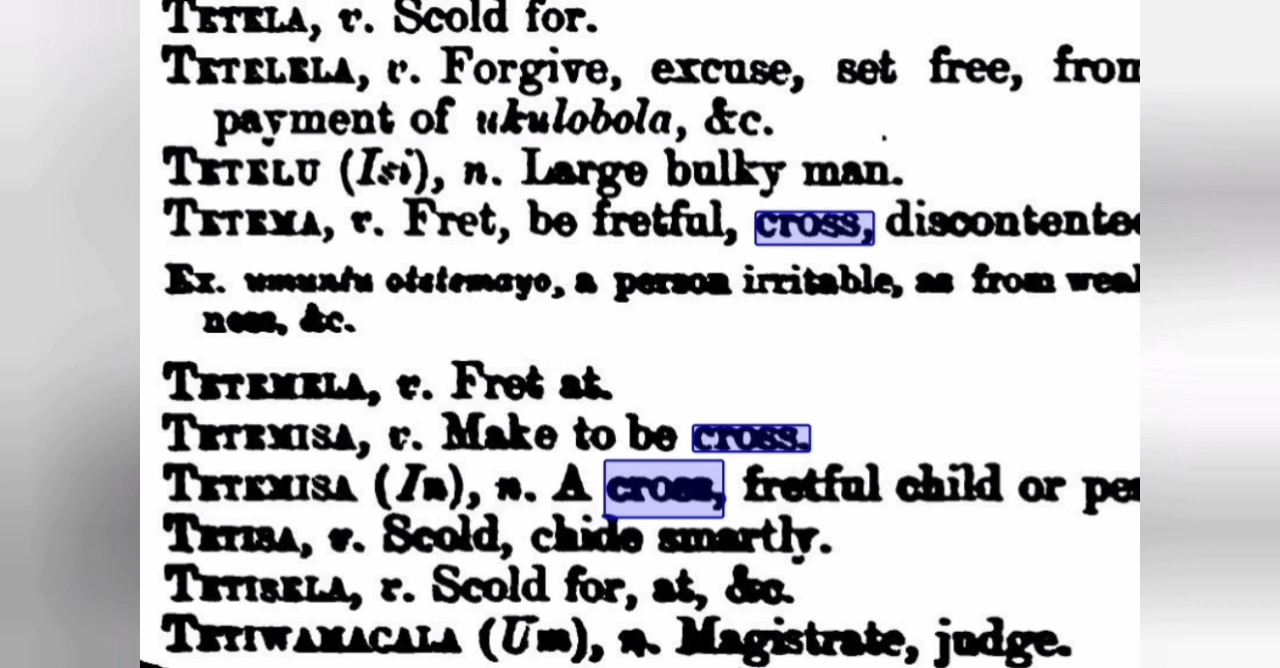 TETELA, v. Scold for.
TETELELA, v. Forgive, excuse, set free, from
payment of ukulobola, &c.
TETELU (Isi), n. Large bulky man.
TETEMA, v. Fret, be fretful, cross, discontented
Ex. umuntu otetemayo, a person irritable, as from weak
ness, &c.
TETEMELA, v. Fret at.
TETEMISA, v. Make to be cross.
TETEMISA (In), n. A cross, fretful child or per
TETISA, v. Scold, chide smartly.
TETISELA, v. Scold for, at, &c.
TETIWAMACALA (Um), n. Magistrate, judge.